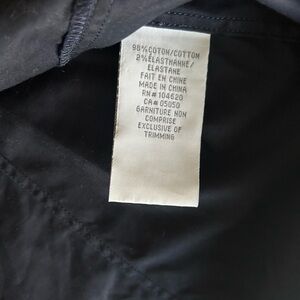 98% COTON/COTTON
2% ÉLASTHANNE/
ELASTANE
FAIT EN CHINE
MADE IN CHINA
RN# 104620
CA# 05050
GARNITURE NON
COMPRISE
EXCLUSIVE OF
TRIMMING